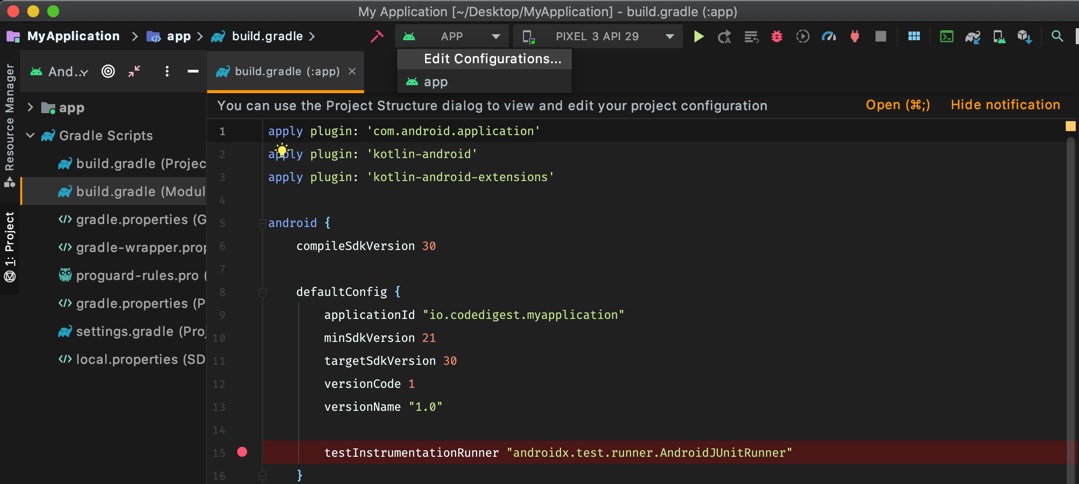 My Application [~/Desktop/MyApplication] - build.gradle (:app)
MyApplication app build.gradle
APP PIXEL 3 API 29
Edit Configurations...
app
Resource Manager
1: Project
And...
app
Gradle Scripts
build.gradle (Projec
build.gradle (Modul
gradle.properties (G
gradle-wrapper.prop
proguard-rules.pro (
gradle.properties (P
settings.gradle (Pro
local.properties (SD
build.gradle (:app)
You can use the Project Structure dialog to view and edit your project configuration Open (⌘;) Hide notification
1 apply plugin: 'com.android.application'
2 apply plugin: 'kotlin-android'
3 apply plugin: 'kotlin-android-extensions'
4
5 android {
6 compileSdkVersion 30
7
8 defaultConfig {
9 applicationId "io.codedigest.myapplication"
10 minSdkVersion 21
11 targetSdkVersion 30
12 versionCode 1
13 versionName "1.0"
14
15 testInstrumentationRunner "androidx.test.runner.AndroidJUnitRunner"
16 }